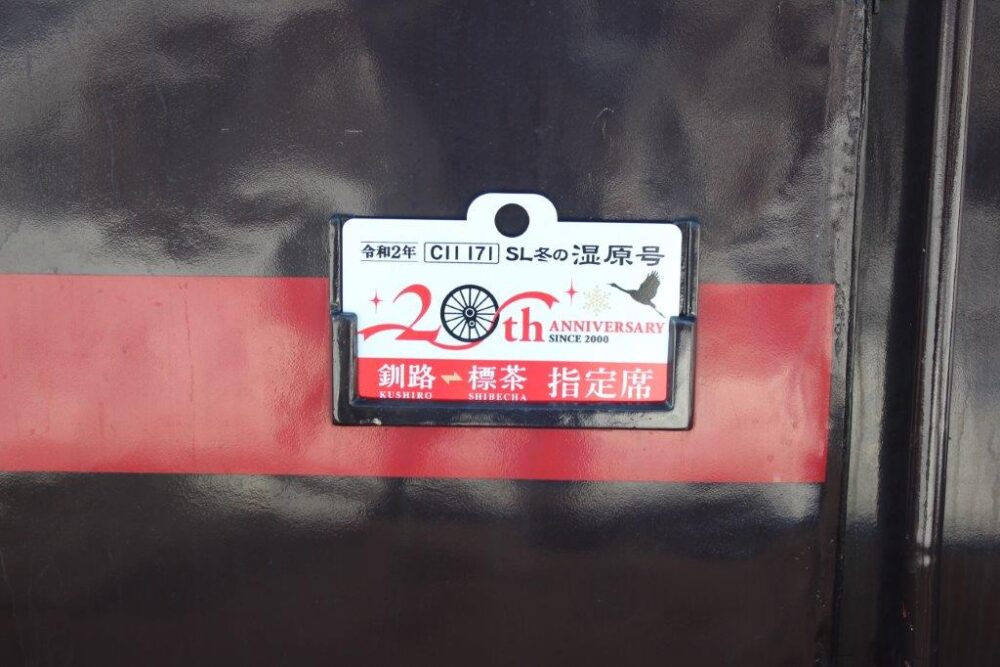 令和2年 C11 171 SL冬の湿原号
20th ANNIVERSARY
SINCE 2000
釧路⇌標茶 指定席
KUSHIRO SHIBECHA